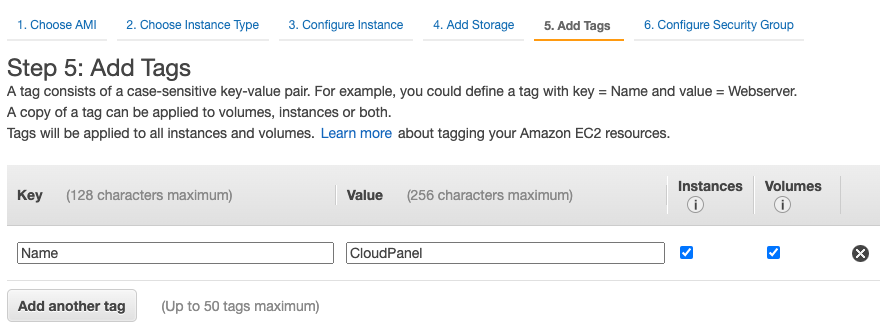 1. Choose AMI 2. Choose Instance Type 3. Configure Instance 4. Add Storage 5. Add Tags 6. Configure Security Group
Step 5: Add Tags
A tag consists of a case-sensitive key-value pair. For example, you could define a tag with key = Name and value = Webserver.
A copy of a tag can be applied to volumes, instances or both.
Tags will be applied to all instances and volumes. Learn more about tagging your Amazon EC2 resources.
Key (128 characters maximum) Value (256 characters maximum) Instances i Volumes i
Name CloudPanel
Add another tag (Up to 50 tags maximum)